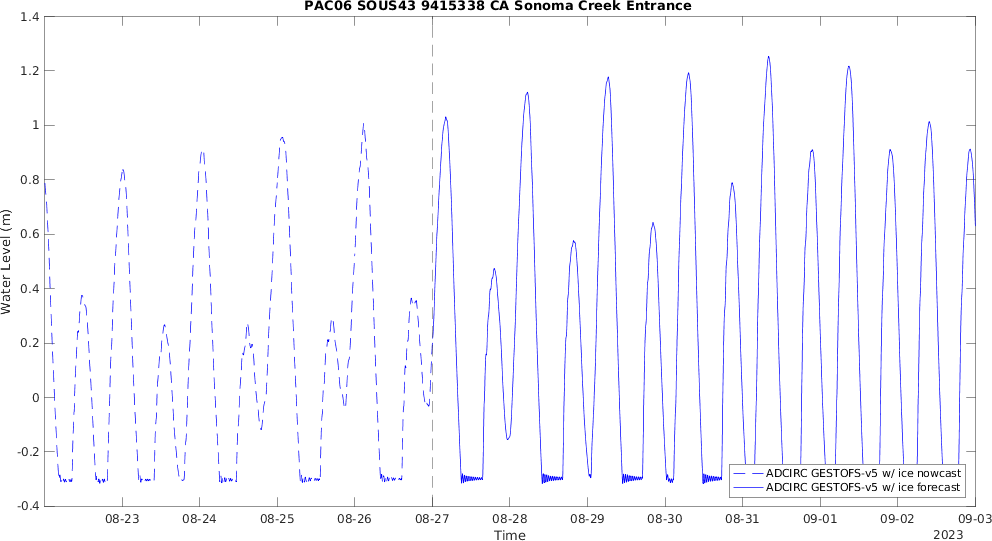 PAC06 SOUS43 9415338 CA Sonoma Creek Entrance
Water Level (m)
1.4
1.2
1
0.8
0.6
0.4
0.2
0
-0.2
-0.4
ADCIRC GESTOFS-v5 w/ ice nowcast
ADCIRC GESTOFS-v5 w/ ice forecast
08-23 08-24 08-25 08-26 08-27 08-28 08-29 08-30 08-31 09-01 09-02 09-03
Time
2023